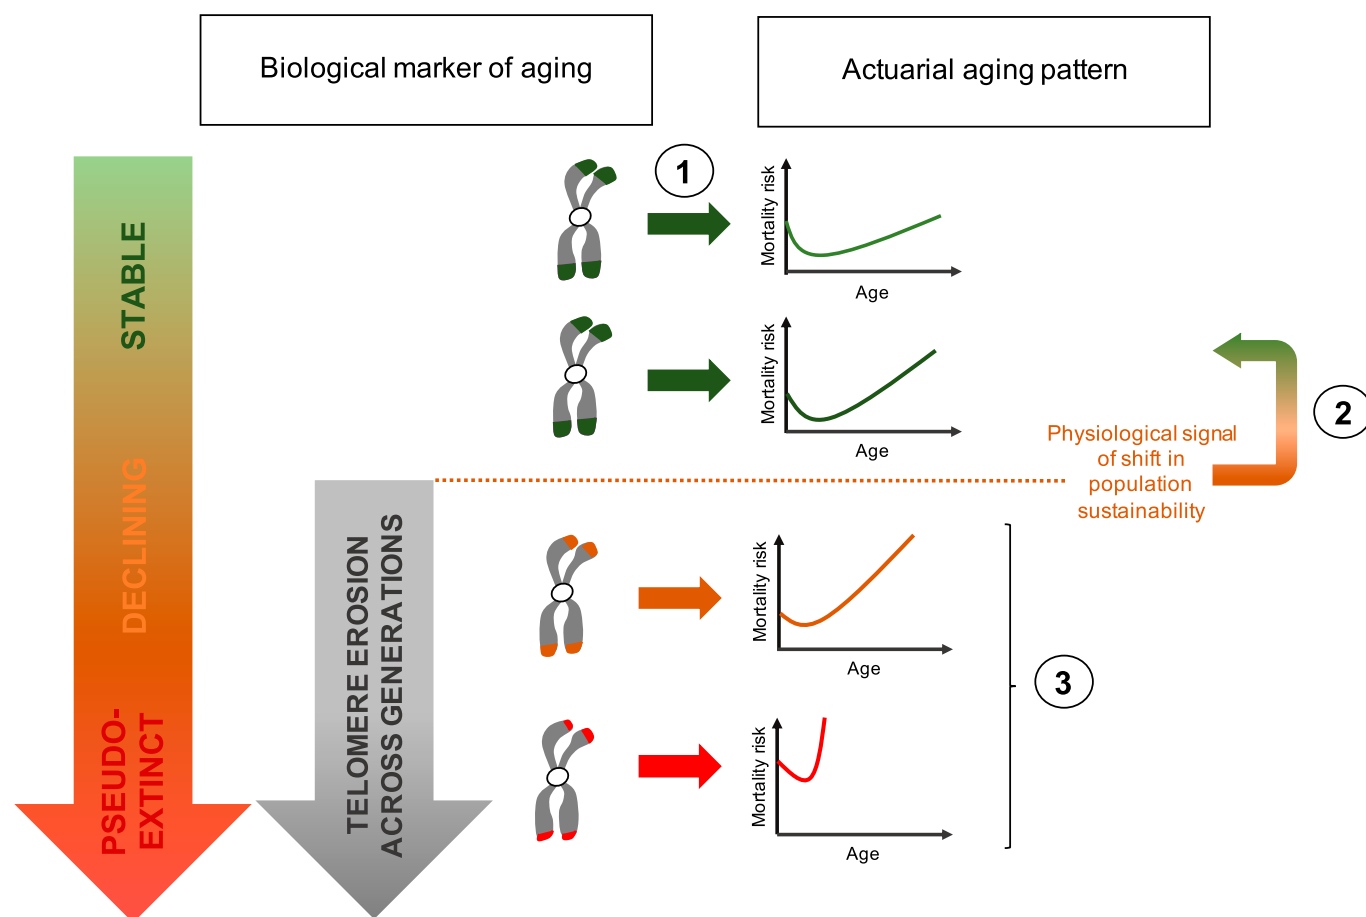 Biological marker of aging
Actuarial aging pattern
STABLE
DECLINING
PSEUDO-
EXTINCT
TELOMERE EROSION
ACROSS GENERATIONS
1
Mortality risk
Age
Mortality risk
Age
2
Physiological signal
of shift in
population
sustainability
Mortality risk
Age
3
Mortality risk
Age